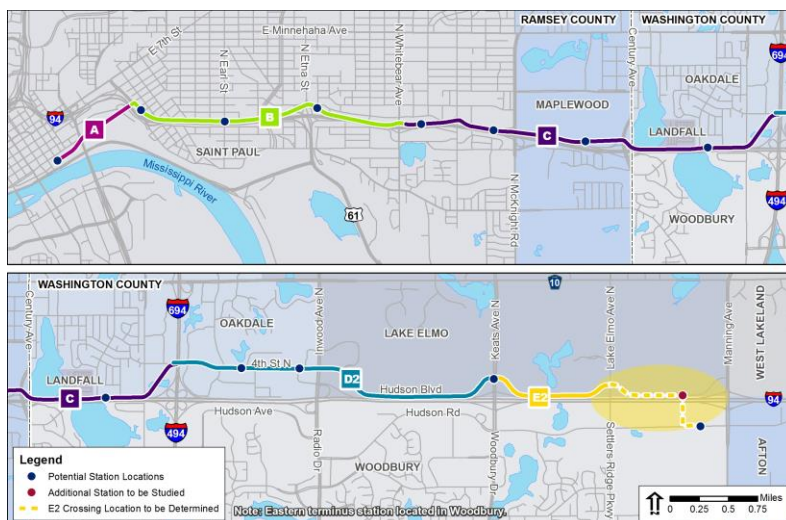 RAMSEY COUNTY
WASHINGTON COUNTY
E 7th St
E Minnehaha Ave
N Earl St
N Etna St
N Whitebear Ave
Century Ave
694
OAKDALE
MAPLEWOOD
94
A
B
C
LANDFALL
SAINT PAUL
Mississippi River
61
N McKnight Rd
494
WOODBURY
WASHINGTON COUNTY
Century Ave
694
OAKDALE
Inwood Ave N
LAKE ELMO
Keats Ave N
10
Lake Elmo Ave N
Manning Ave
WEST LAKELAND
4th St N
LANDFALL
C
D2
Hudson Blvd
E2
94
Hudson Ave
Hudson Rd
494
Radio Dr
WOODBURY
Woodbury Dr
Settlers Ridge Pkwy
AFTON
Legend
Potential Station Locations
Additional Station to be Studied
E2 Crossing Location to be Determined
Note: Eastern terminus station located in Woodbury.
0 0.25 0.5 0.75
Miles